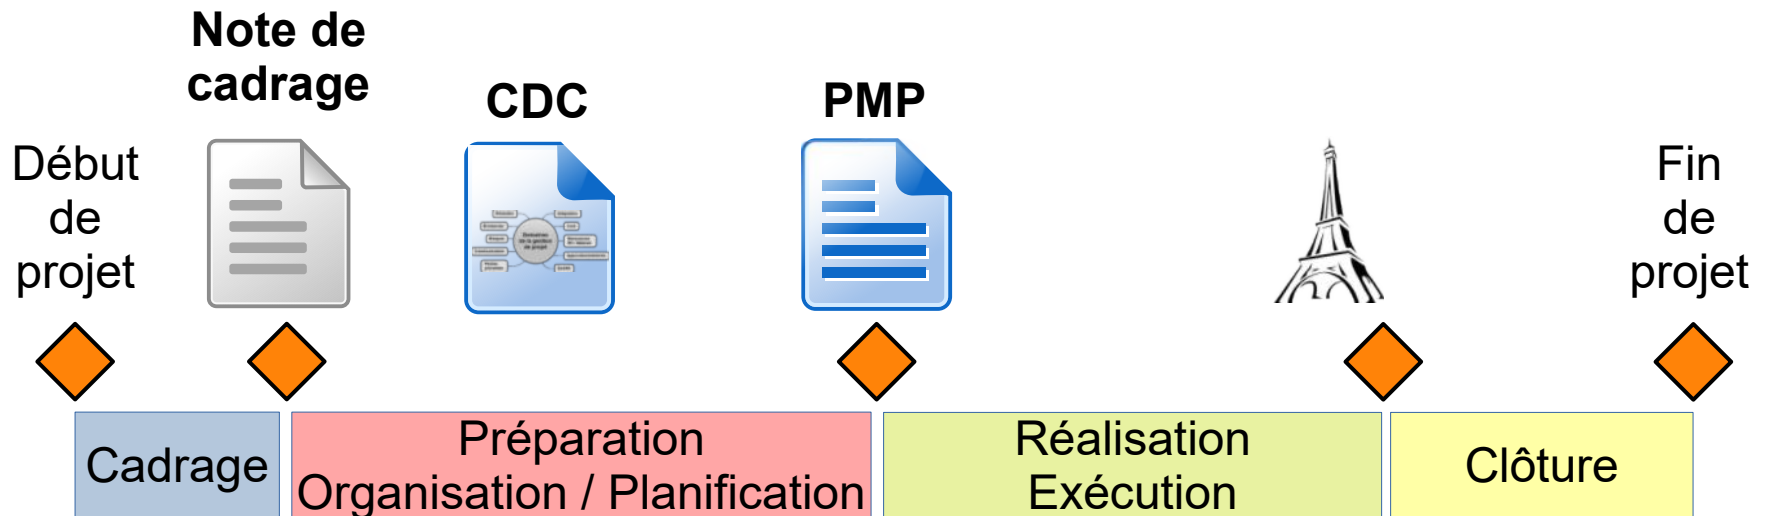 Note de
cadrage
CDC
PMP
Début
de
projet
Fin
de
projet
Cadrage
Préparation
Organisation / Planification
Réalisation
Exécution
Clôture